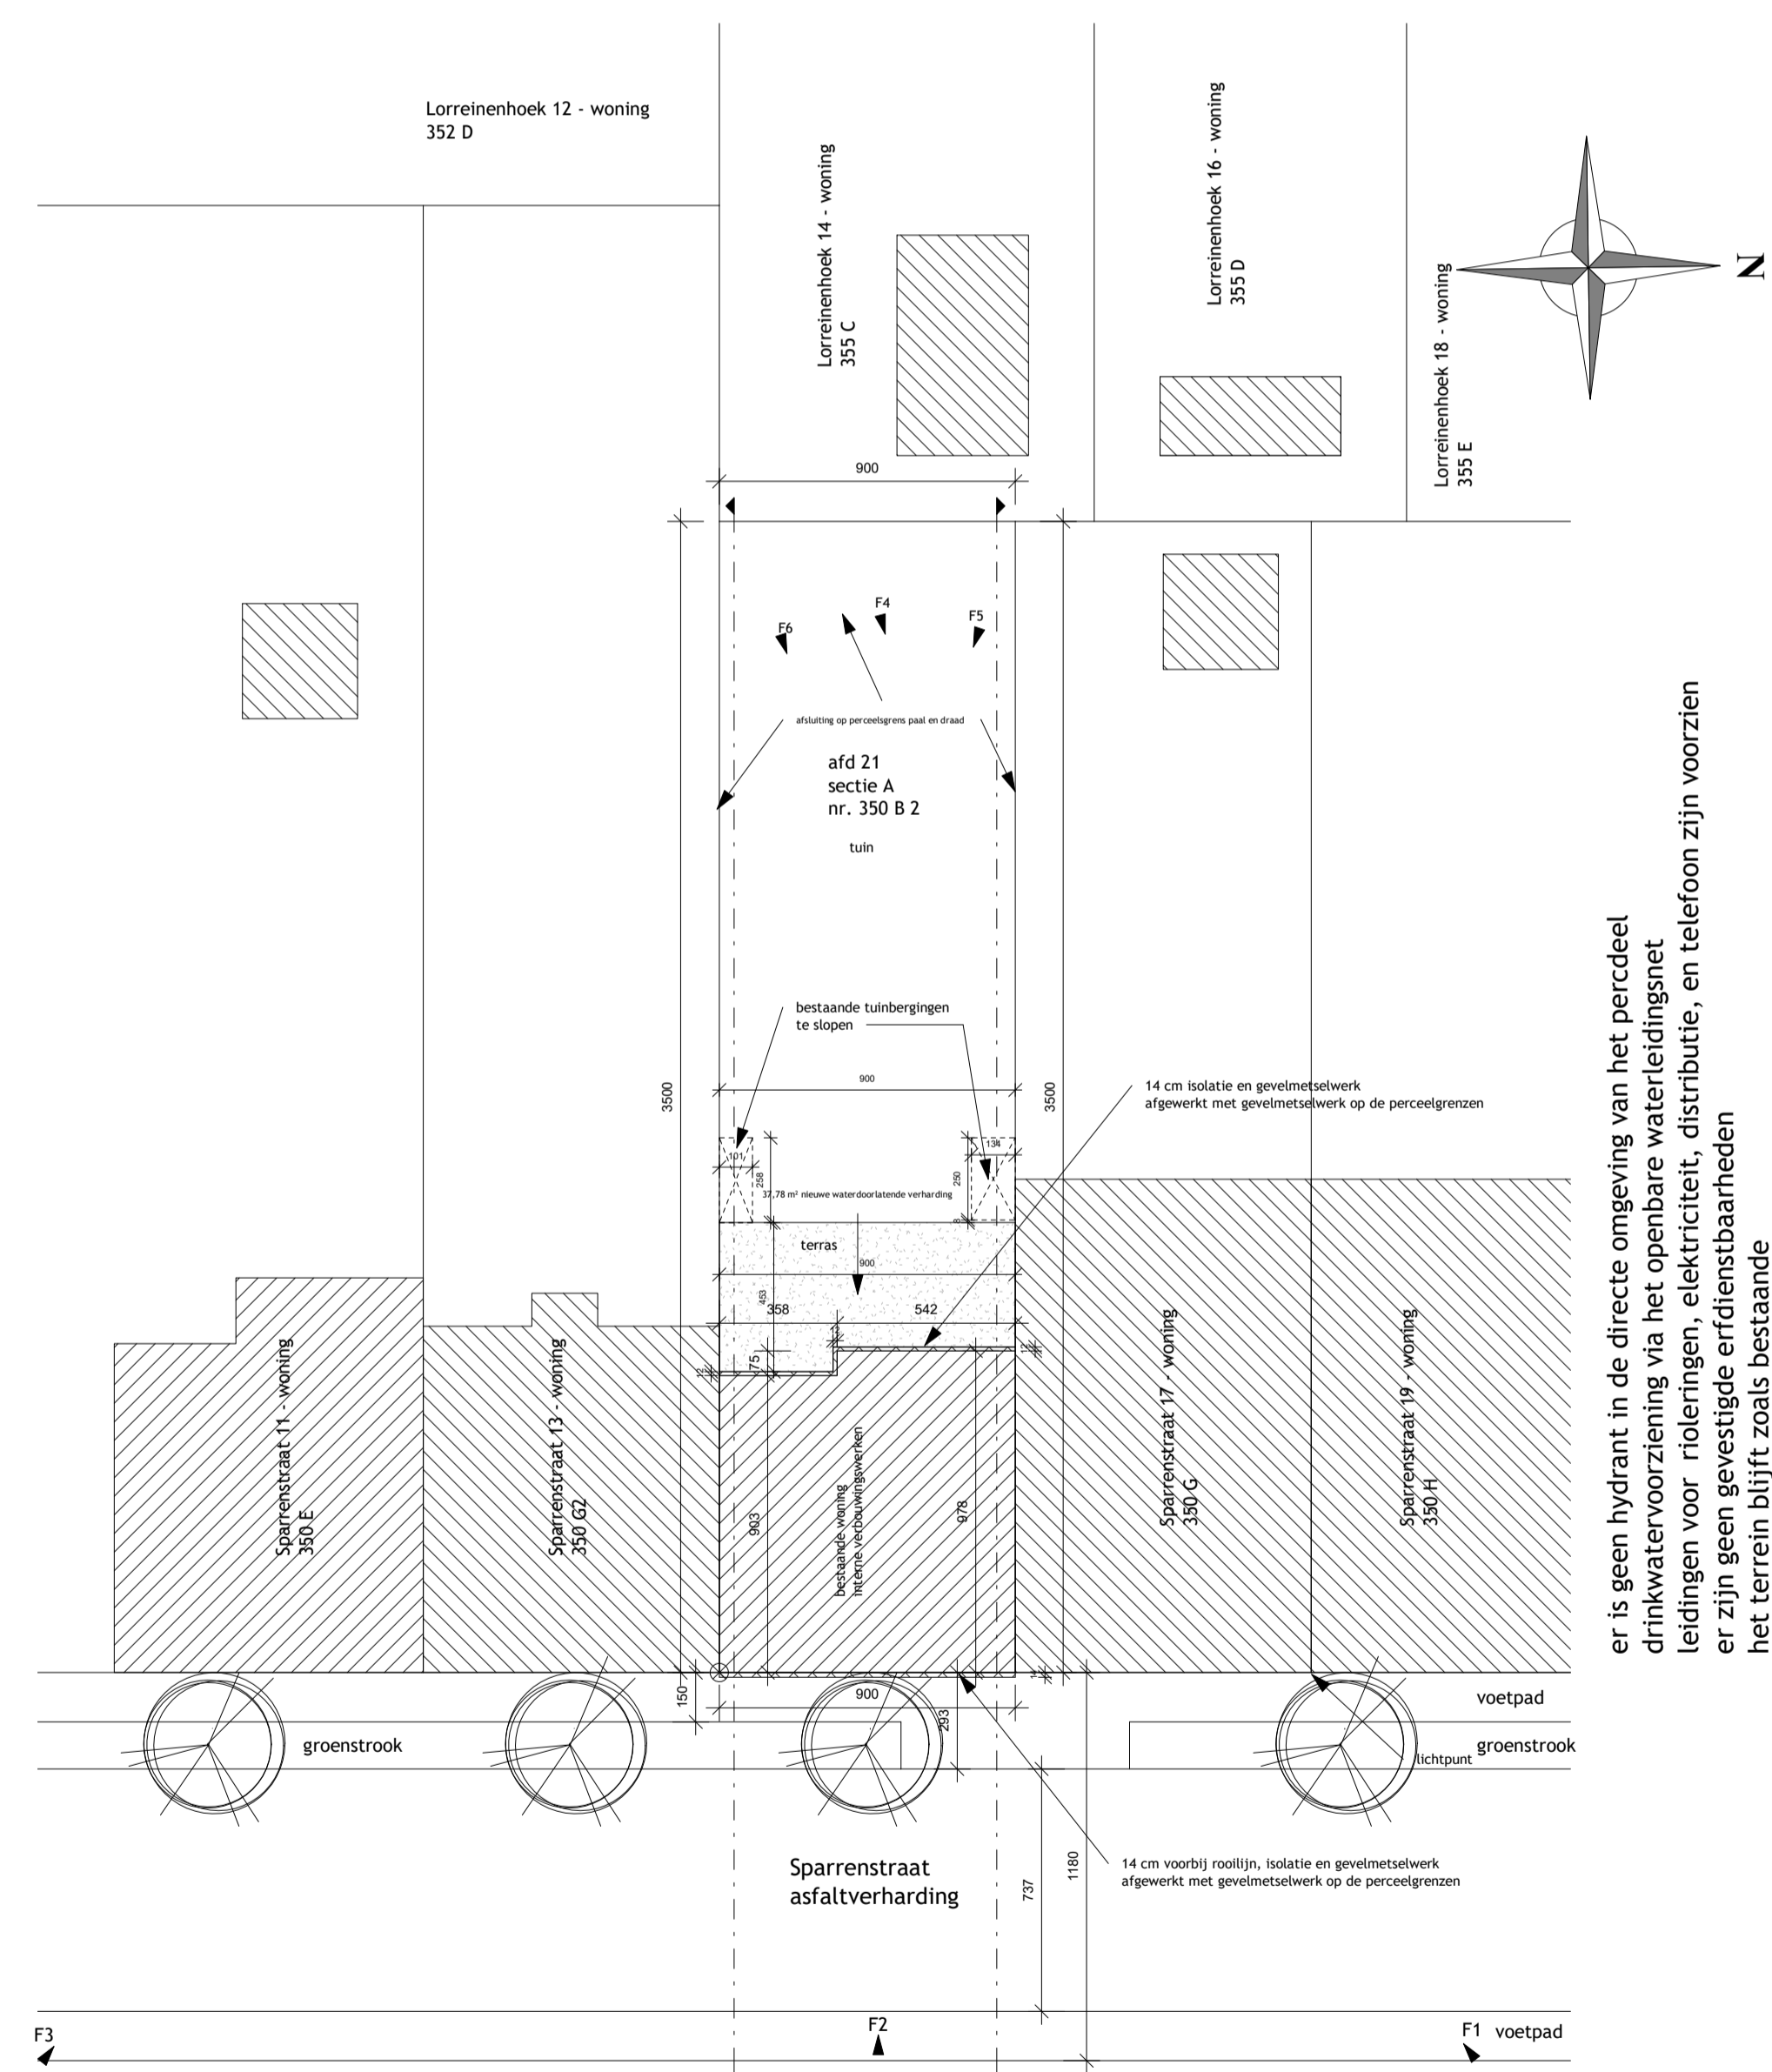 Lorreinenhoek 12 - woning
352 D
Lorreinenhoek 14 - woning
355 C
Lorreinenhoek 16 - woning
355 D
Lorreinenhoek 18 - woning
355 E
N
900
F6
F4
F5
afsluiting op perceelsgrens paal en draad
afd 21
sectie A
nr. 350 B 2
tuin
bestaande tuinbergingen
te slopen
900
3500
3500
14 cm isolatie en gevelmetselwerk
afgewerkt met gevelmetselwerk op de perceelgrenzen
101
258
134
250
8
37,78 m² nieuwe waterdoorlatende verharding
terras
900
453
358
542
12
12
75
12
903
978
bestaande woning
interne verbouwingswerken
Sparrenstraat 11 - woning
350 E
Sparrenstraat 13 - woning
350 G2
Sparrenstraat 17 - woning
350 G
Sparrenstraat 19 - woning
350 H
14
150
900
293
voetpad
groenstrook
groenstrook
lichtpunt
Sparrenstraat
asfaltverharding
737
1180
14 cm voorbij rooilijn, isolatie en gevelmetselwerk
afgewerkt met gevelmetselwerk op de perceelgrenzen
F3
F2
F1
voetpad
er is geen hydrant in de directe omgeving van het percdeel
drinkwatervoorziening via het openbare waterleidingsnet
leidingen voor rioleringen, elektriciteit, distributie, en telefoon zijn voorzien
er zijn geen gevestigde erfdienstbaarheden
het terrein blijft zoals bestaande